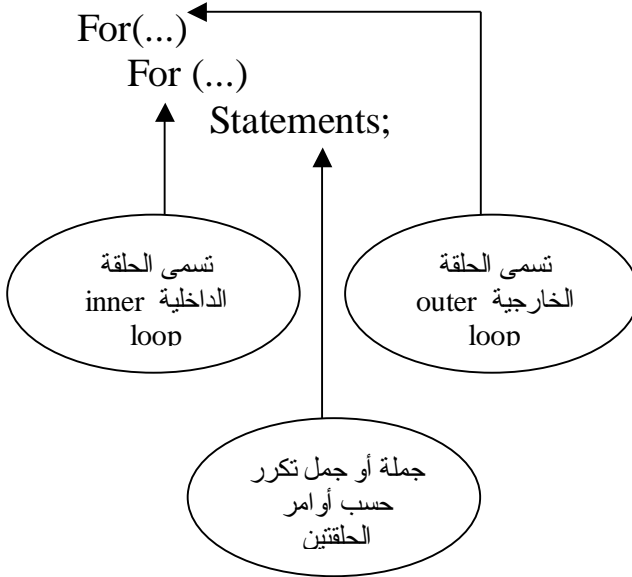 For(...)
For (...)
Statements;
تسمى الحلقة
الداخلية inner
loop
تسمى الحلقة
الخارجية outer
loop
جملة أو جمل تكرر
حسب أوامر
الحلقتين